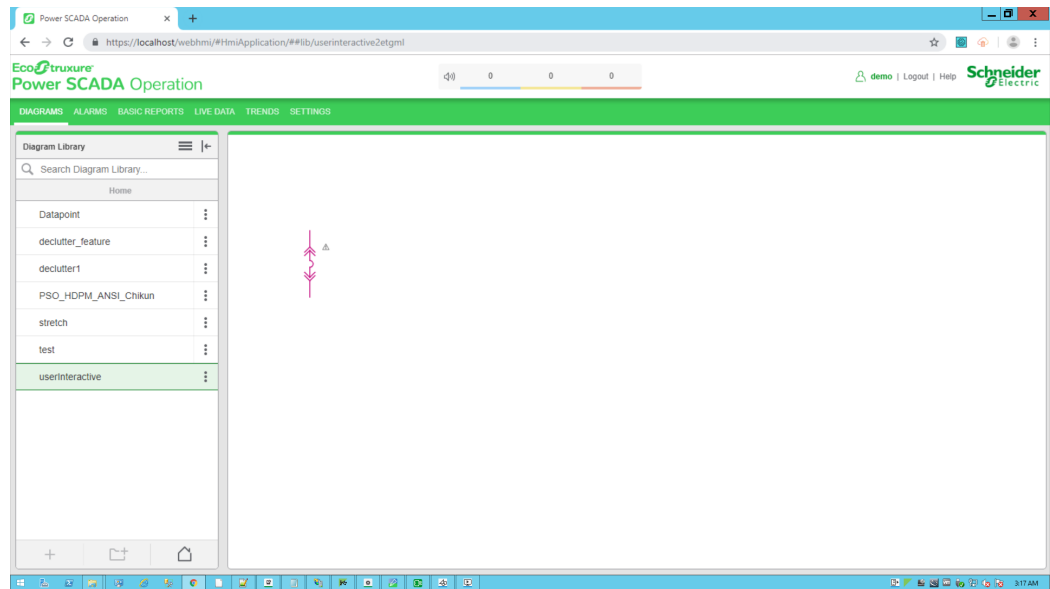 Power SCADA Operation
https://localhost/webhmi/#HmiApplication/##lib/userinteractive2etgml
EcoStruxure
Power SCADA Operation
0 0 0
demo | Logout | Help
Schneider
Electric
DIAGRAMS ALARMS BASIC REPORTS LIVE DATA TRENDS SETTINGS
Diagram Library
Search Diagram Library...
Home
Datapoint
declutter_feature
declutter1
PSO_HDPM_ANSI_Chikun
stretch
test
userInteractive
3:17 AM